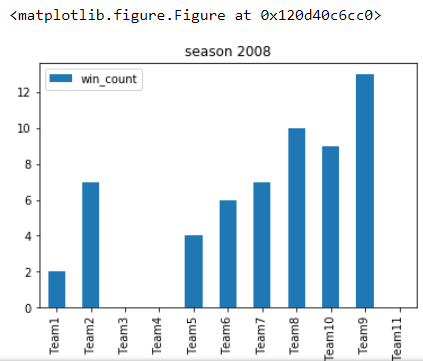 <matplotlib.figure.Figure at 0x120d40c6cc0>
season 2008
win_count
12
10
8
6
4
2
0
Team1
Team2
Team3
Team4
Team5
Team6
Team7
Team8
Team10
Team9
Team11